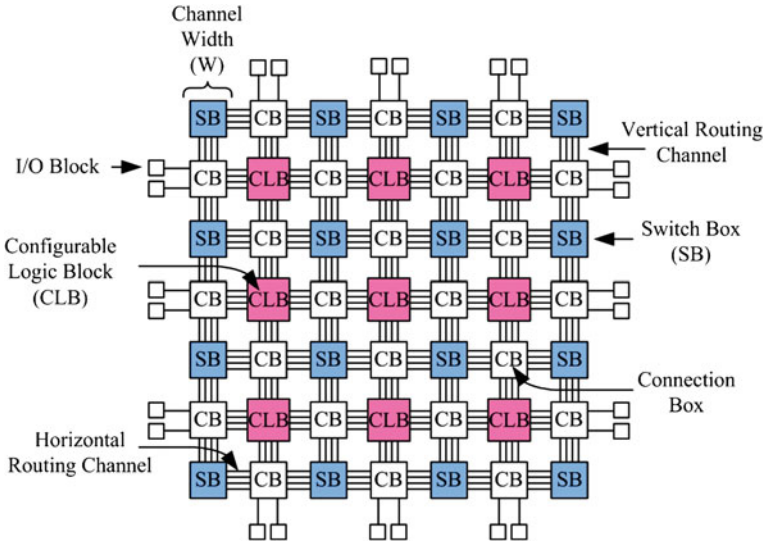 Channel
Width
(W)
SB CB SB CB SB CB SB
Vertical Routing
Channel
I/O Block
CB CLB CB CLB CB CLB CB
SB CB SB CB SB CB SB
Switch Box
(SB)
Configurable
Logic Block
(CLB)
CB CLB CB CLB CB CLB CB
SB CB SB CB SB CB SB
Connection
Box
CB CLB CB CLB CB CLB CB
Horizontal
Routing Channel
SB CB SB CB SB CB SB